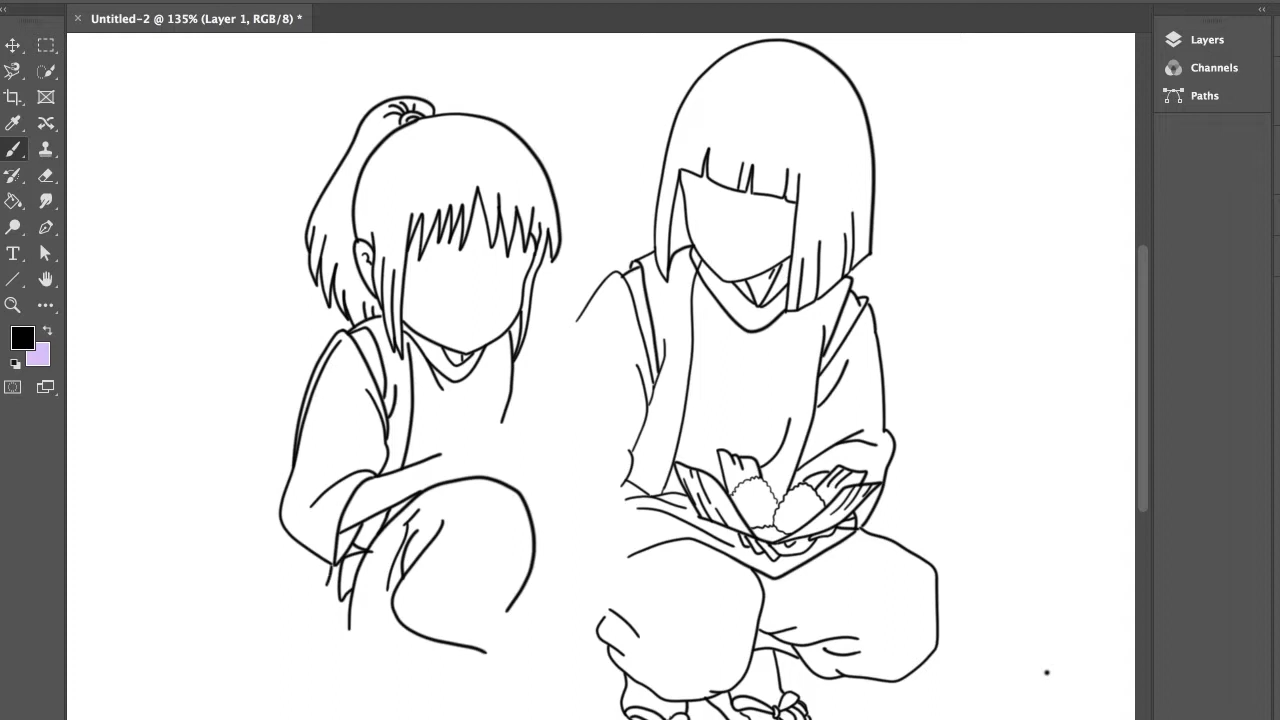 Untitled-2 @ 135% (Layer 1, RGB/8) *
Layers
Channels
Paths